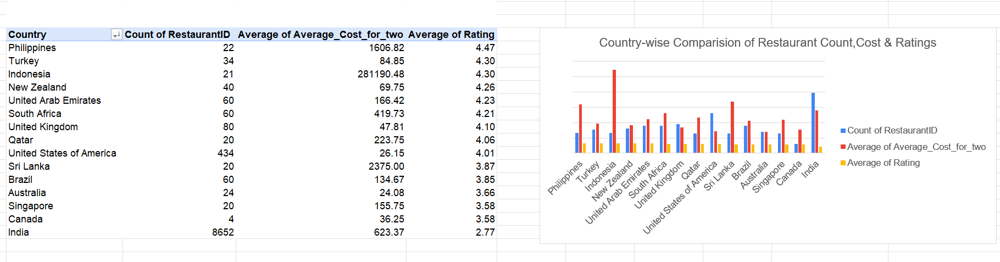 Country Count of RestaurantID Average of Average_Cost_for_two Average of Rating
Philippines 22 1606.82 4.47
Turkey 34 84.85 4.30
Indonesia 21 281190.48 4.30
New Zealand 40 69.75 4.26
United Arab Emirates 60 166.42 4.23
South Africa 60 419.73 4.21
United Kingdom 80 47.81 4.10
Qatar 20 223.75 4.06
United States of America 434 26.15 4.01
Sri Lanka 20 2375.00 3.87
Brazil 60 134.67 3.85
Australia 24 24.08 3.66
Singapore 20 155.75 3.58
Canada 4 36.25 3.58
India 8652 623.37 2.77
Country-wise Comparision of Restaurant Count,Cost & Ratings
Philippines
Turkey
Indonesia
New Zealand
United Arab Emirates
South Africa
United Kingdom
Qatar
United States of America
Sri Lanka
Brazil
Australia
Singapore
Canada
India
Count of RestaurantID
Average of Average_Cost_for_two
Average of Rating